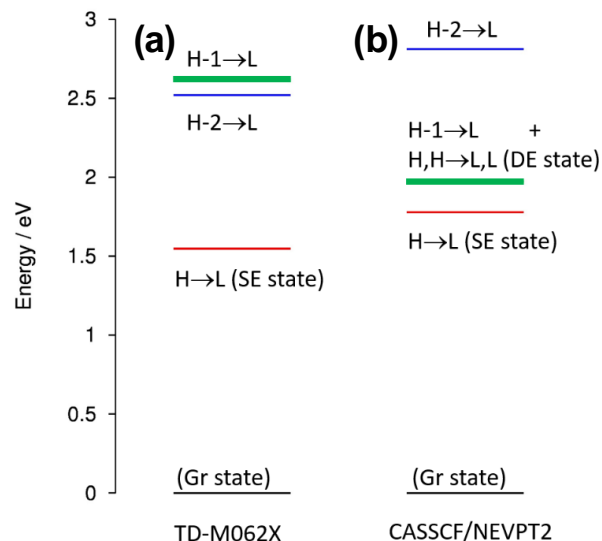 (a)
(b)
3
2.5
2
1.5
1
0.5
0
Energy / eV
H-1→L
H-2→L
H→L (SE state)
(Gr state)
TD-M062X
H-2→L
H-1→L +
H,H→L,L (DE state)
H→L (SE state)
(Gr state)
CASSCF/NEVPT2